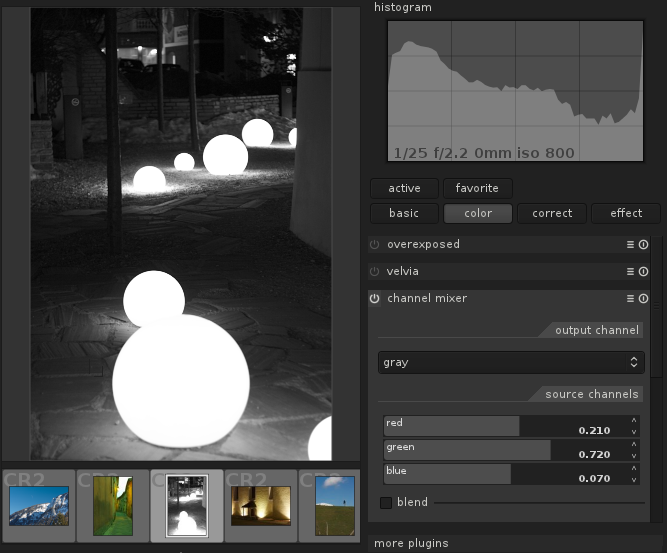 histogram
1/25 f/2.2 0mm iso 800
active favorite
basic color correct effect
overexposed
velvia
channel mixer
output channel
gray
source channels
red
0.210
green
0.720
blue
0.070
blend
more plugins
CR2 CR2 CR2 CR2 CR2